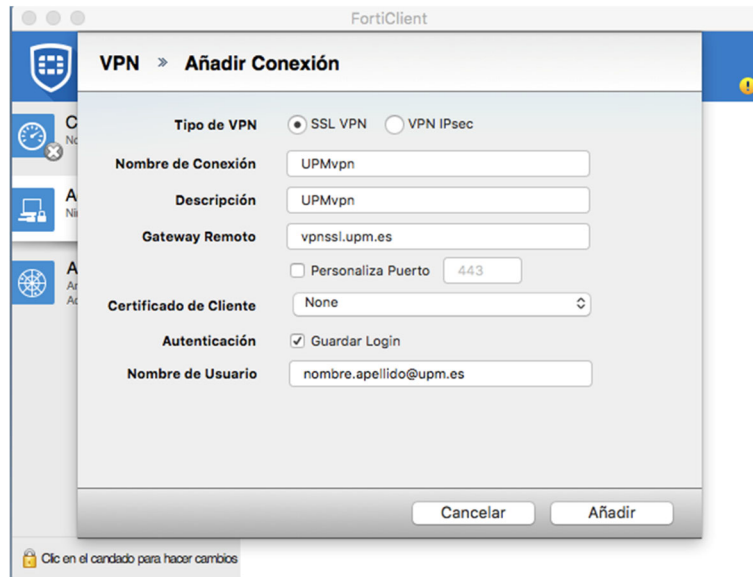 FortiClient
VPN » Añadir Conexión
Tipo de VPN SSL VPN VPN IPsec
Nombre de Conexión UPMvpn
Descripción UPMvpn
Gateway Remoto vpnssl.upm.es
Personaliza Puerto 443
Certificado de Cliente None
Autenticación Guardar Login
Nombre de Usuario nombre.apellido@upm.es
Cancelar Añadir
Clic en el candado para hacer cambios